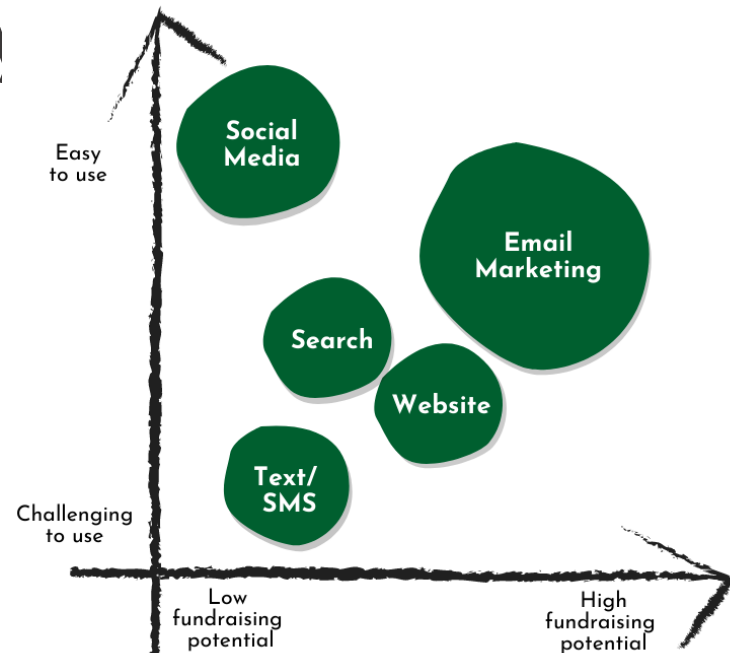 Easy
to use
Social
Media
Email
Marketing
Search
Website
Text/
SMS
Challenging
to use
Low
fundraising
potential
High
fundraising
potential